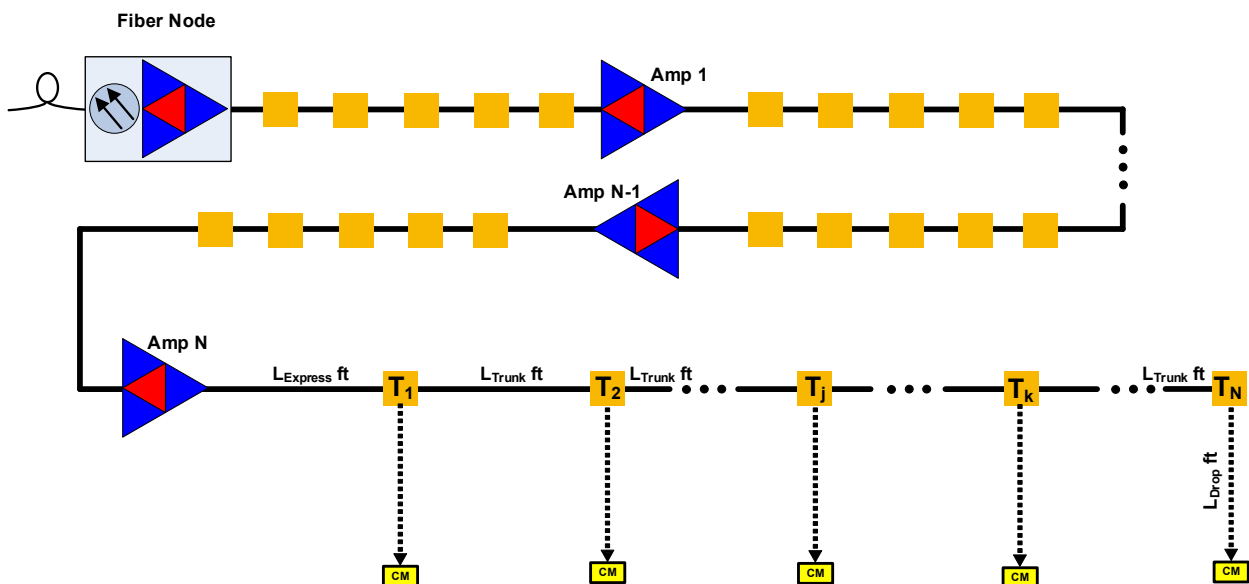 Fiber Node
Amp 1
Amp N-1
Amp N
LExpress ft
LTrunk ft
LTrunk ft
LTrunk ft
T1
T2
Tj
Tk
TN
LDrop ft
CM
CM
CM
CM
CM